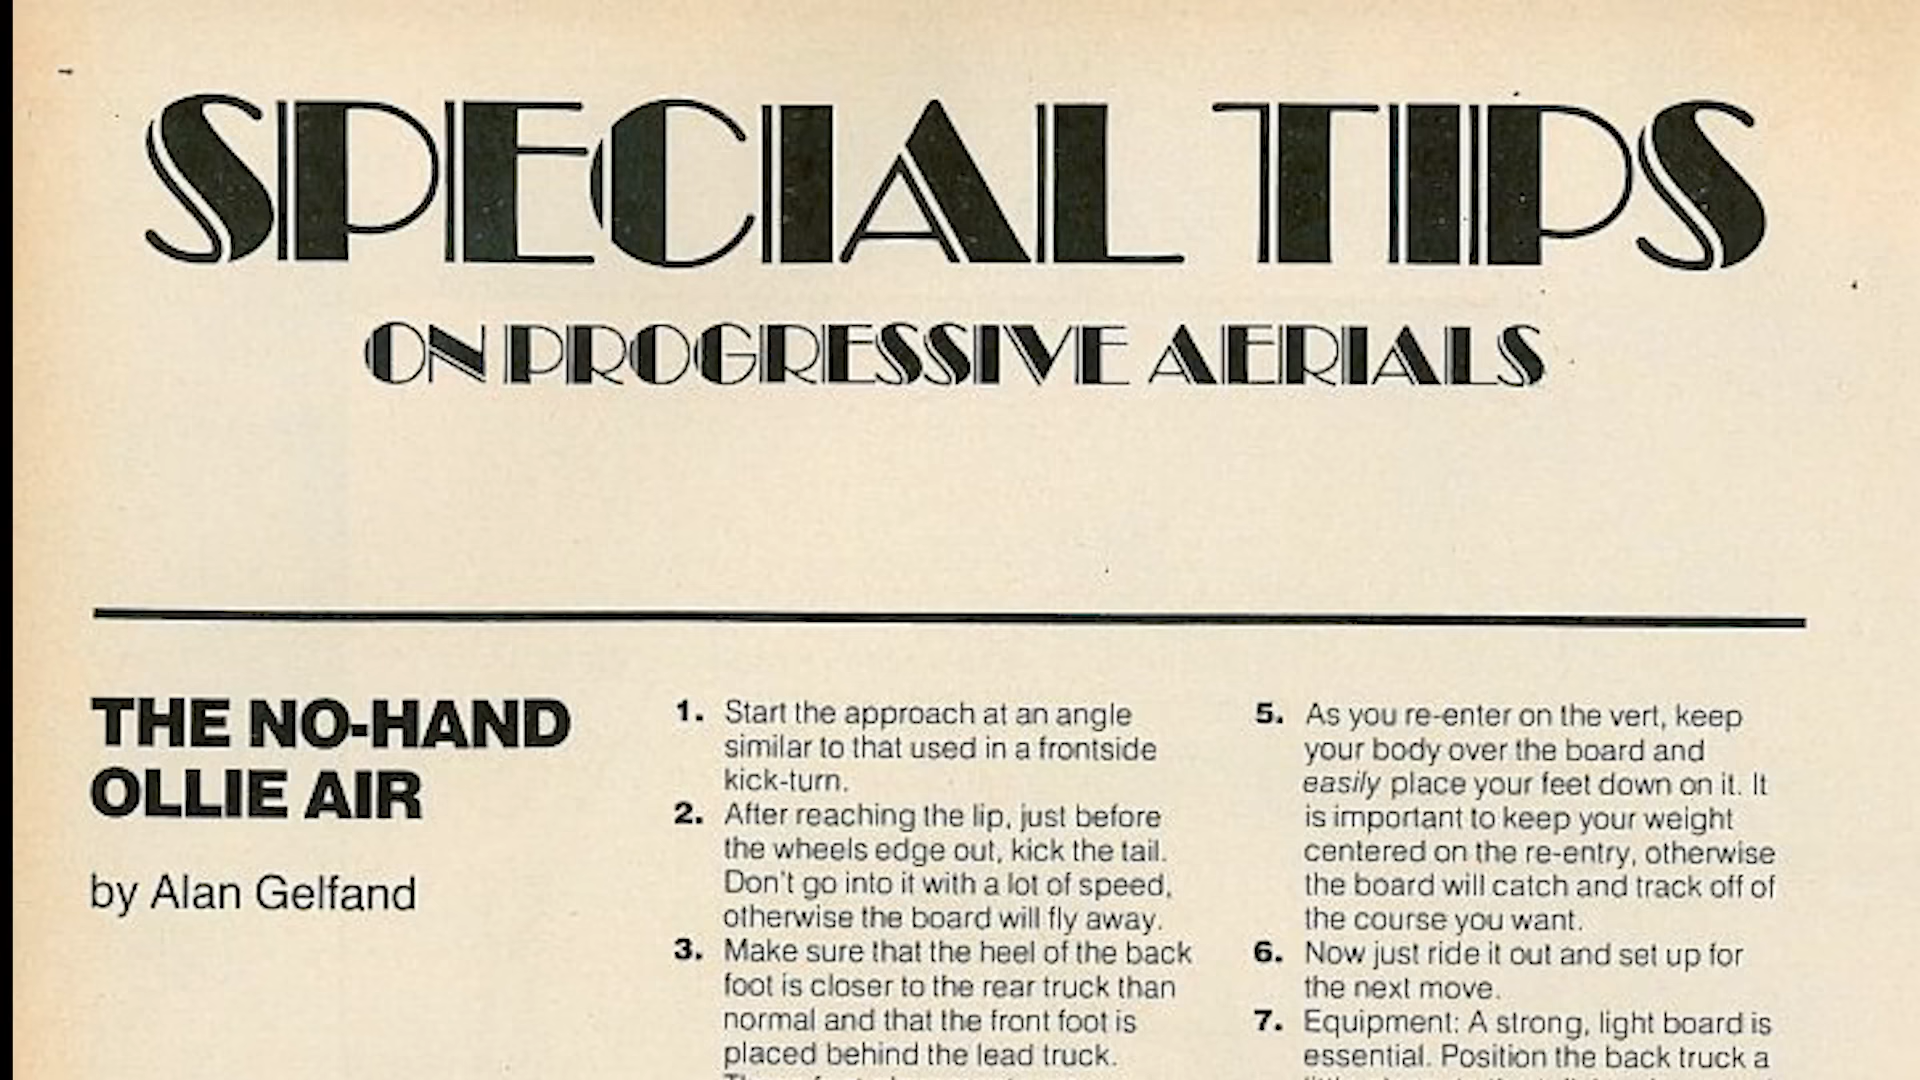 SPECIAL TIPS
ON PROGRESSIVE AERIALS
THE NO-HAND
OLLIE AIR
by Alan Gelfand
1. Start the approach at an angle
similar to that used in a frontside
kick-turn.
2. After reaching the lip, just before
the wheels edge out, kick the tail.
Don't go into it with a lot of speed,
otherwise the board will fly away.
3. Make sure that the heel of the back
foot is closer to the rear truck than
normal and that the front foot is
placed behind the lead truck.
5. As you re-enter on the vert, keep
your body over the board and
easily place your feet down on it. It
is important to keep your weight
centered on the re-entry, otherwise
the board will catch and track off of
the course you want.
6. Now just ride it out and set up for
the next move.
7. Equipment: A strong, light board is
essential. Position the back truck a